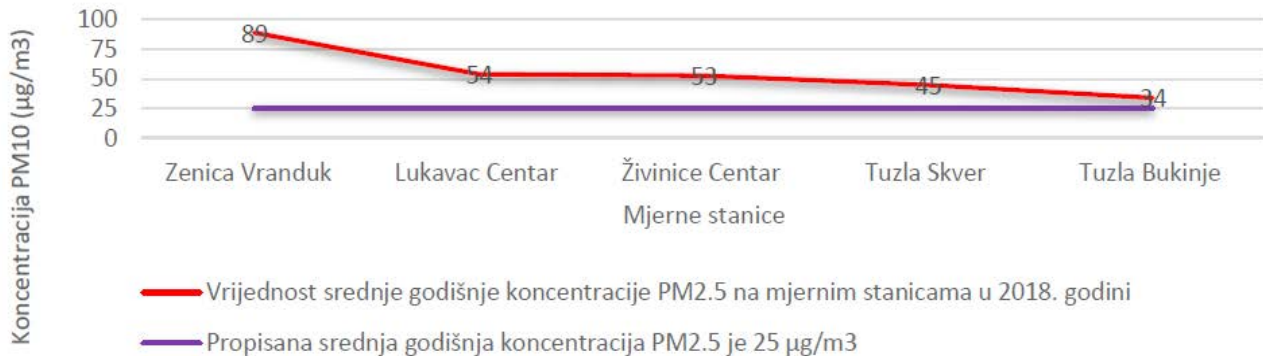 Koncentracija PM10 (µg/m3)
100
75
50
25
0
89
54
53
45
34
Zenica Vranduk
Lukavac Centar
Živinice Centar
Tuzla Skver
Tuzla Bukinje
Mjerne stanice
Vrijednost srednje godišnje koncentracije PM2.5 na mjernim stanicama u 2018. godini
Propisana srednja godišnja koncentracija PM2.5 je 25 µg/m3